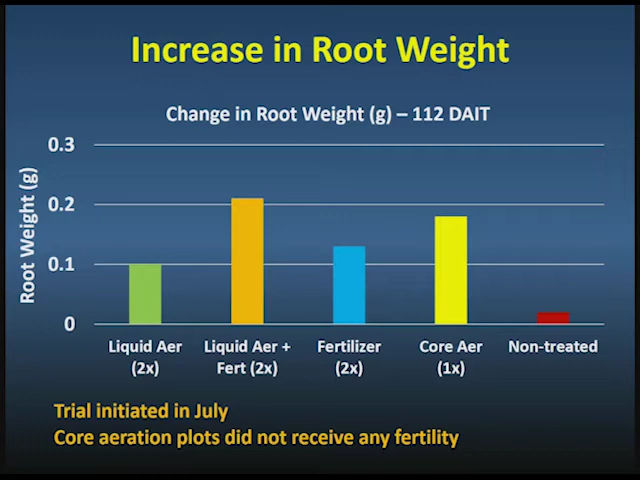 Increase in Root Weight
Change in Root Weight (g) – 112 DAIT
Root Weight (g)
0.3
0.2
0.1
0
Liquid Aer (2x)
Liquid Aer + Fert (2x)
Fertilizer (2x)
Core Aer (1x)
Non-treated
Trial initiated in July
Core aeration plots did not receive any fertility